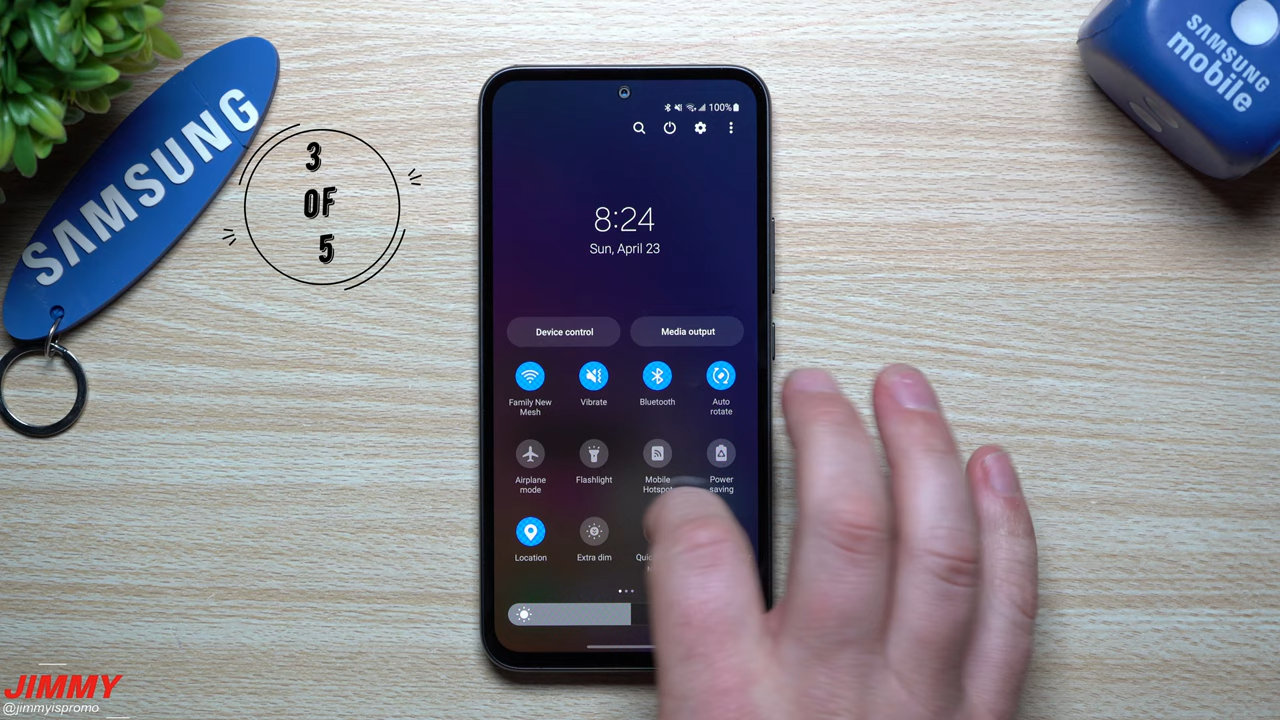 SAMSUNG
SAMSUNG
mobile
3
OF
5
100%
8:24
Sun, April 23
Device control
Media output
Family New
Mesh
Vibrate
Bluetooth
Auto
rotate
Airplane
mode
Flashlight
Mobile
Hotspot
Power
saving
Location
Extra dim
JIMMY
@jimmyispromo